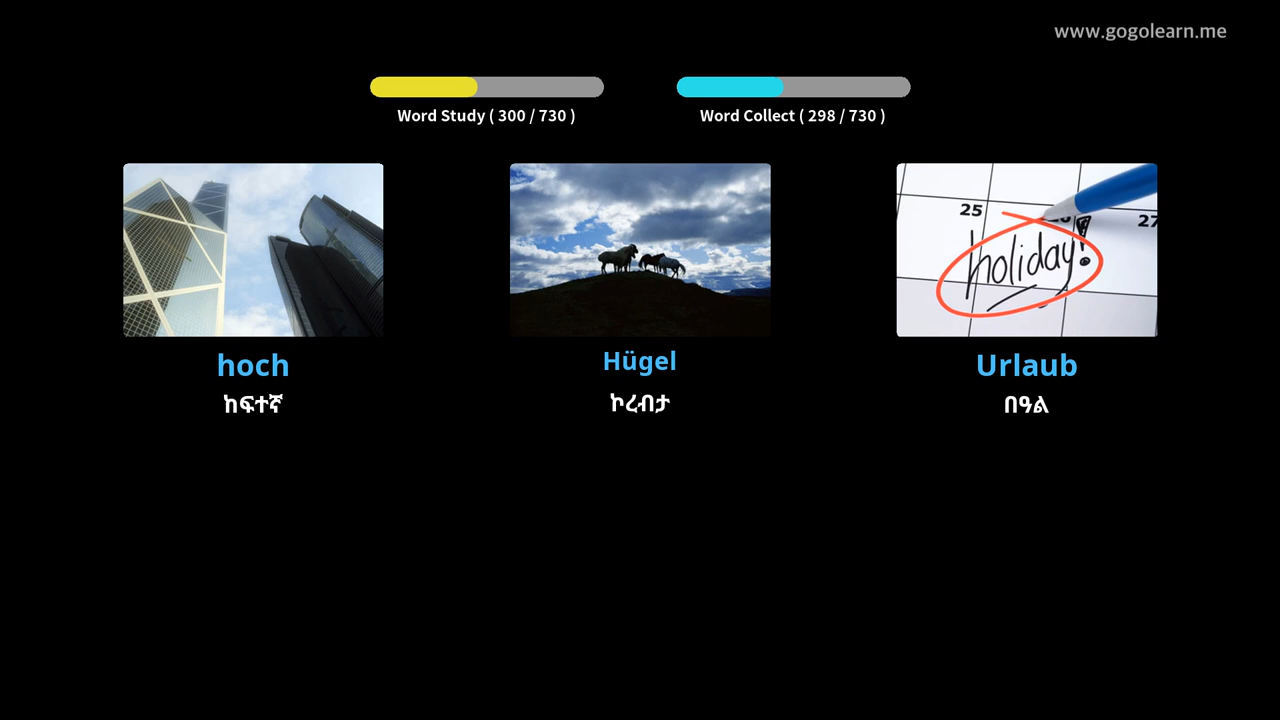 www.gogolearn.me
Word Study ( 300 / 730 )
Word Collect ( 298 / 730 )
25
27
holiday!
hoch
Hügel
Urlaub
ከፍተኛ
ኮረብታ
በዓል